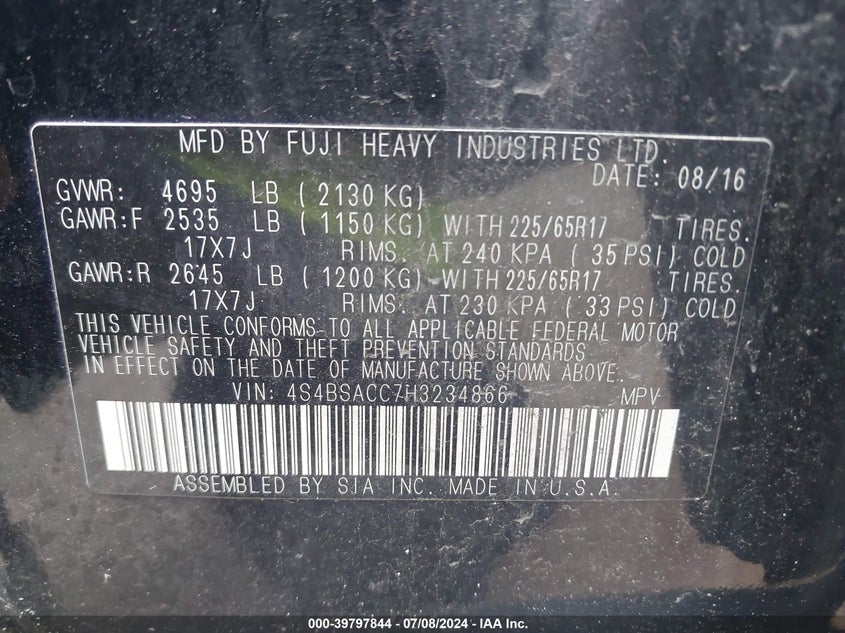 MFD BY FUJI HEAVY INDUSTRIES LTD.
DATE: 08/16
GVWR: 4695 LB ( 2130 KG)
GAWR:F 2535 LB ( 1150 KG) WITH 225/65R17 TIRES.
17X7J RIMS. AT 240 KPA ( 35 PSI) COLD
GAWR:R 2645 LB ( 1200 KG) WITH 225/65R17 TIRES.
17X7J RIMS. AT 230 KPA ( 33 PSI) COLD
THIS VEHICLE CONFORMS TO ALL APPLICABLE FEDERAL MOTOR
VEHICLE SAFETY AND THEFT PREVENTION STANDARDS
IN EFFECT ON THE DATE OF MANUFACTURE SHOWN ABOVE.
VIN: 4S4BSACC7H3234866 MPV
ASSEMBLED BY SIA INC. MADE IN U.S.A.
000-39797844 - 07/08/2024 - IAA Inc.